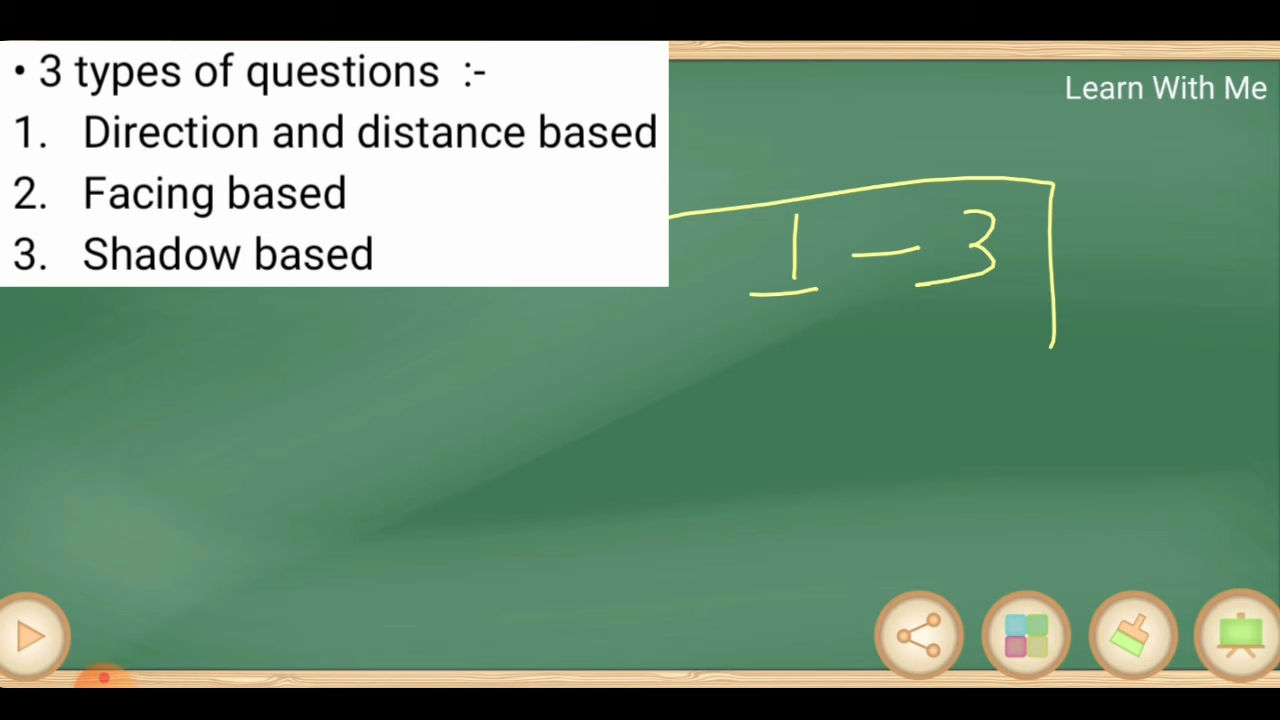 • 3 types of questions :-
1. Direction and distance based
2. Facing based
3. Shadow based
Learn With Me
1 - 3